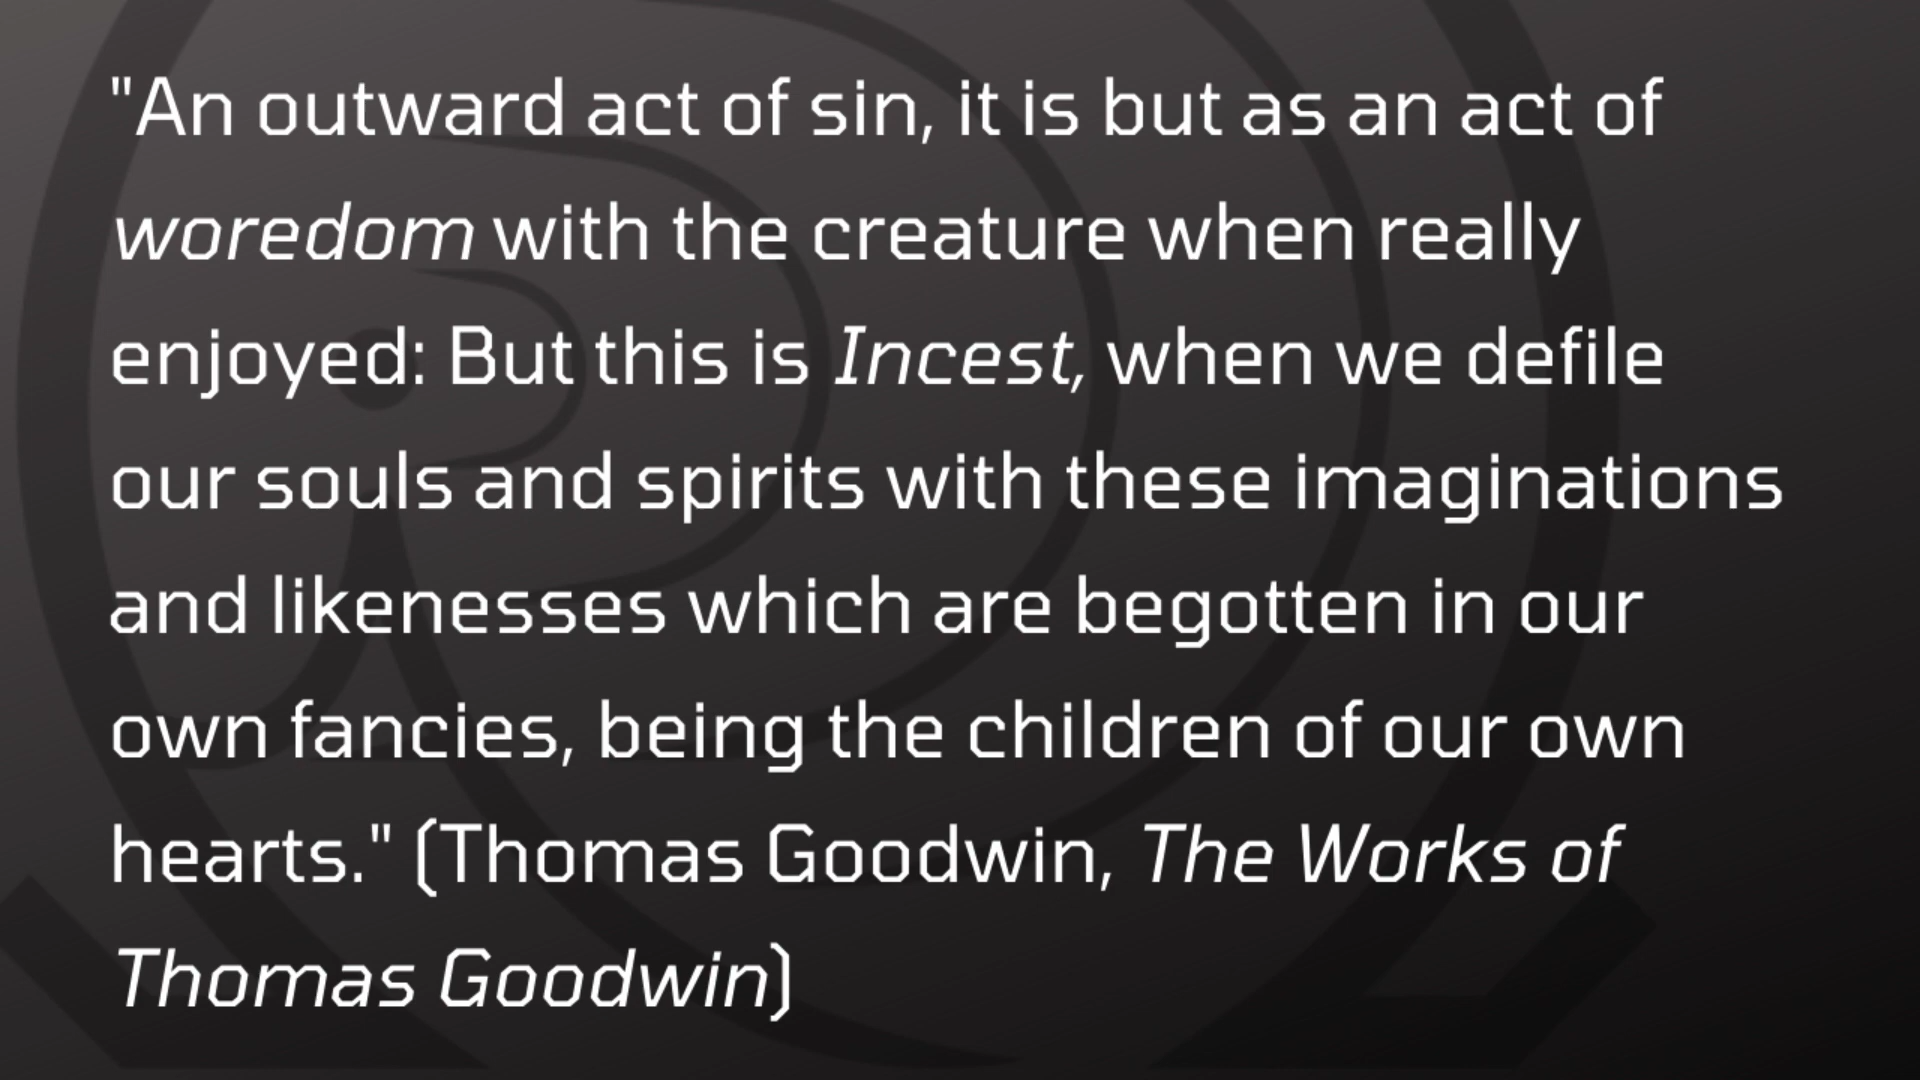 "An outward act of sin, it is but as an act of
woredom with the creature when really
enjoyed: But this is Incest, when we defile
our souls and spirits with these imaginations
and likenesses which are begotten in our
own fancies, being the children of our own
hearts." (Thomas Goodwin, The Works of
Thomas Goodwin)